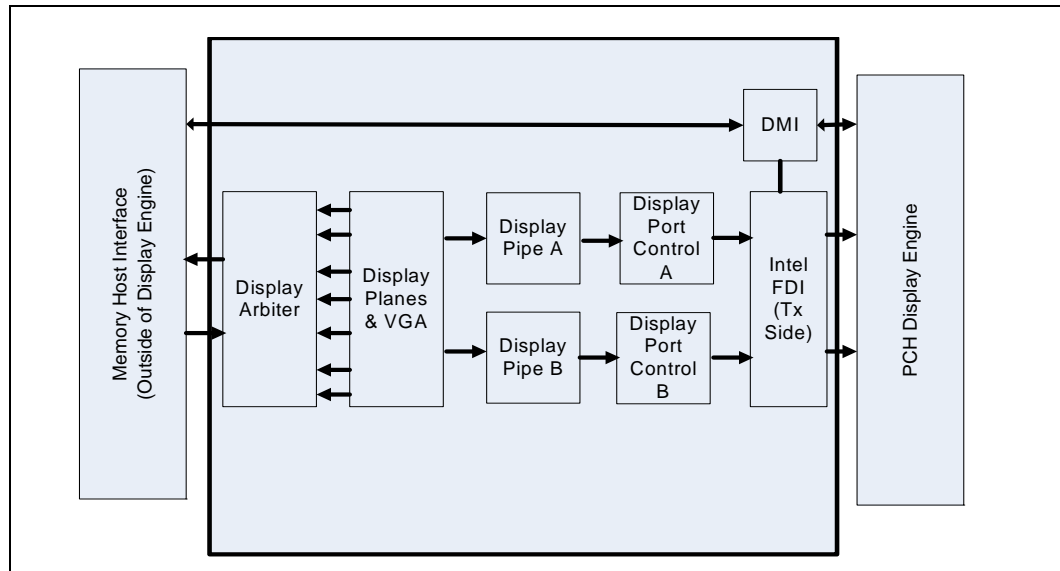 Memory Host Interface
(Outside of Display Engine)
Display
Arbiter
Display
Planes
& VGA
Display
Pipe A
Display
Port
Control
A
Display
Pipe B
Display
Port
Control
B
DMI
Intel
FDI
(Tx
Side)
PCH Display Engine